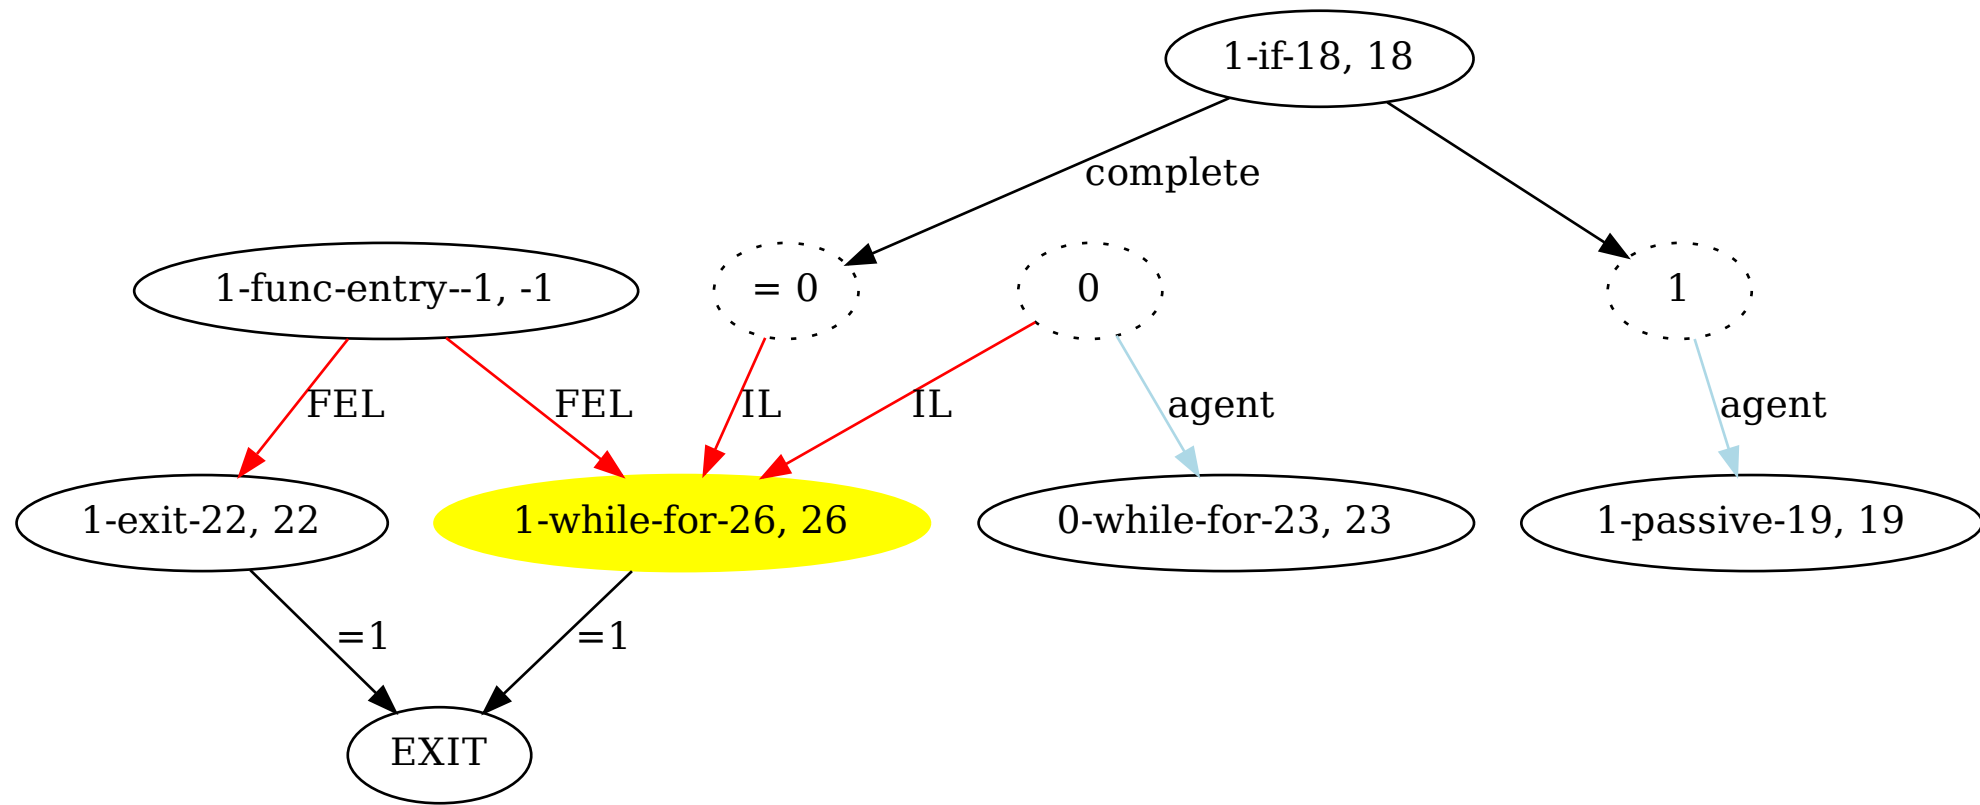 1-if-18, 18
complete
1-func-entry--1, -1
= 0
0
1
FEL
FEL
IL
IL
agent
agent
1-exit-22, 22
1-while-for-26, 26
0-while-for-23, 23
1-passive-19, 19
=1
=1
EXIT